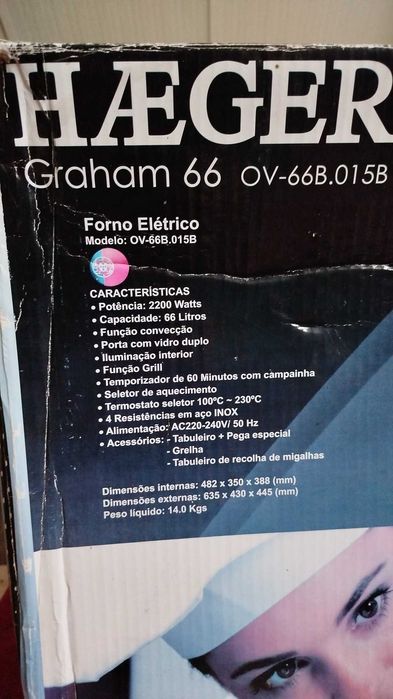 HÆGER
Graham 66 OV-66B.015B
Forno Elétrico
Modelo: OV-66B.015B
CARACTERÍSTICAS
• Potência: 2200 Watts
• Capacidade: 66 Litros
• Função convecção
• Porta com vidro duplo
• Iluminação interior
• Função Grill
• Temporizador de 60 Minutos com campainha
• Seletor de aquecimento
• Termostato seletor 100ºC ~ 230ºC
• 4 Resistências em aço INOX
• Alimentação: AC220-240V/ 50 Hz
• Acessórios: - Tabuleiro + Pega especial
- Grelha
- Tabuleiro de recolha de migalhas
Dimensões internas: 482 x 350 x 388 (mm)
Dimensões externas: 635 x 430 x 445 (mm)
Peso líquido: 14.0 Kgs